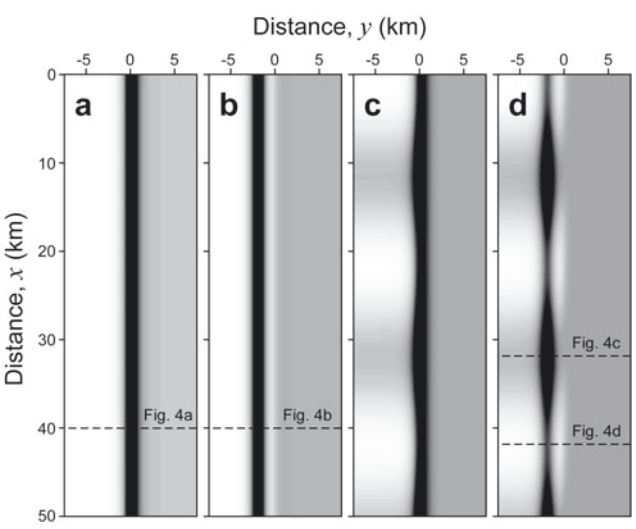 Distance, y (km)
-5 0 5 -5 0 5 -5 0 5 -5 0 5
Distance, x (km)
0
10
20
30
40
50
a b c d
Fig. 4c
Fig. 4a Fig. 4b
Fig. 4d